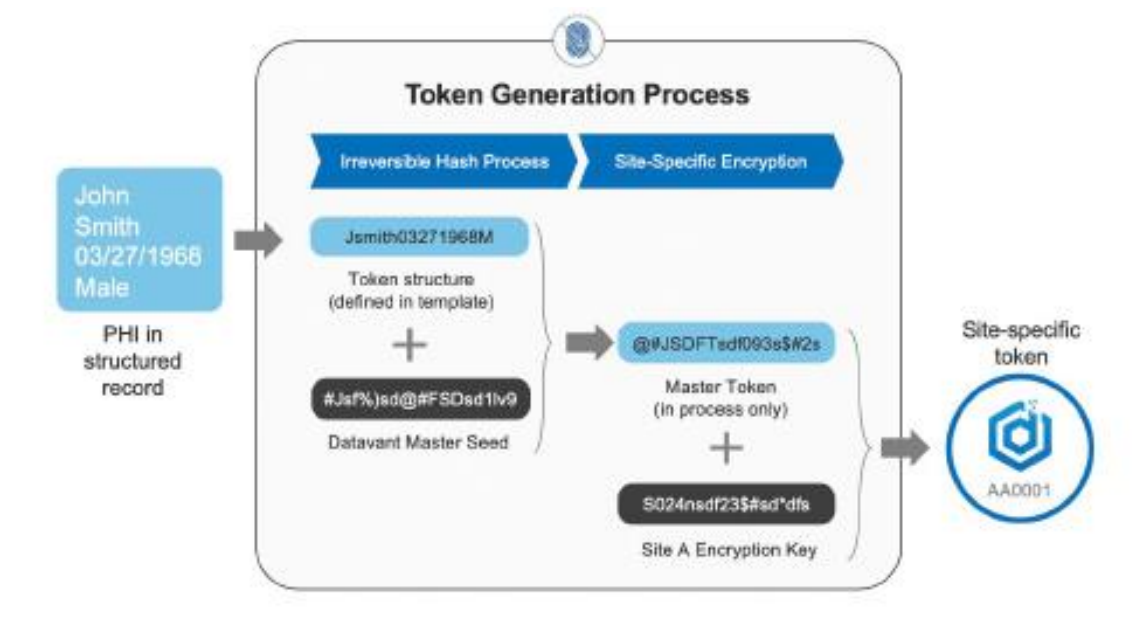 Token Generation Process
Irreversible Hash Process
Site-Specific Encryption
John
Smith
03/27/1968
Male
PHI in
structured
record
Jsmith03271968M
Token structure
(defined in template)
+
#Jsf%)sd@#FSDsd1lv9
Datavant Master Seed
@#JSDFTsdf093s$#2s
Master Token
(in process only)
+
S024nsdf23$#sd*dfs
Site A Encryption Key
Site-specific
token
AA0001